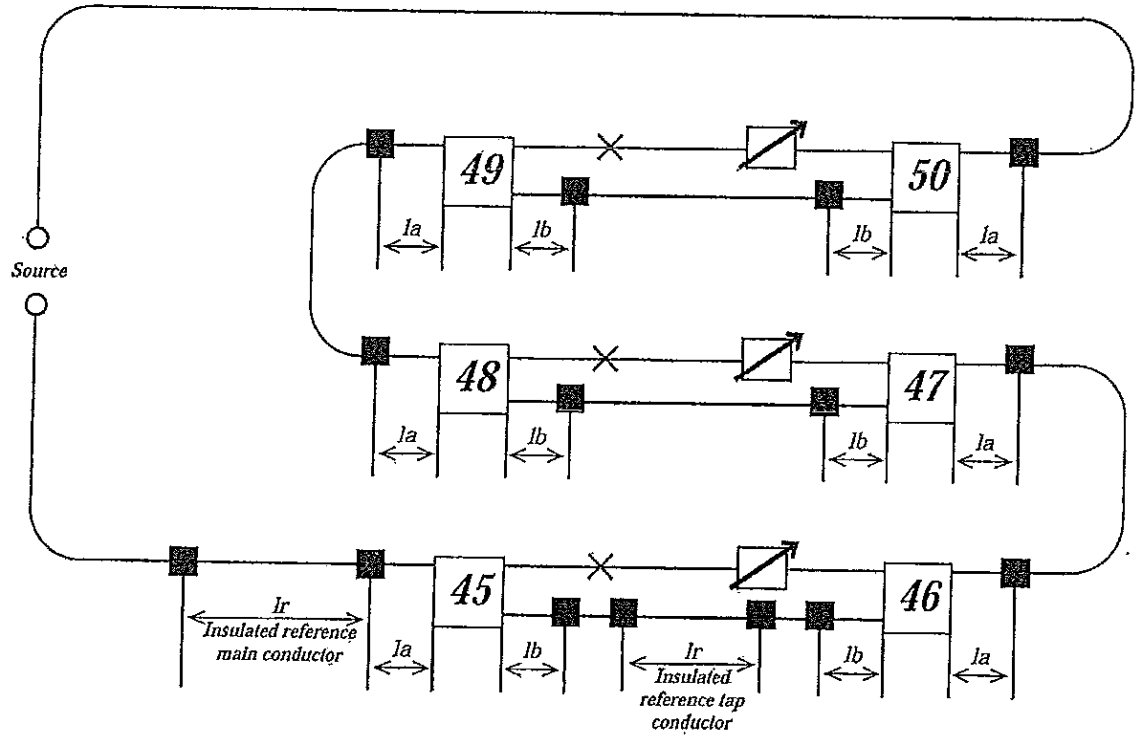 49
50
la
lb
lb
la
Source
48
47
la
lb
lb
la
45
46
lr
Insulated reference
main conductor
la
lb
lr
Insulated
reference tap
conductor
lb
la